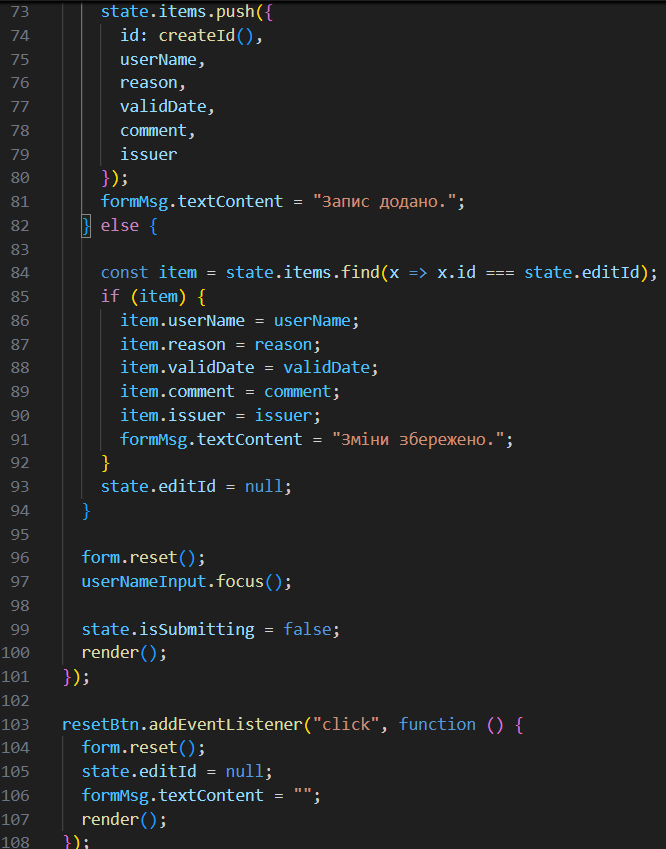 73 state.items.push({
74 id: createId(),
75 userName,
76 reason,
77 validDate,
78 comment,
79 issuer
80 });
81 formMsg.textContent = "Запис додано.";
82 } else {
83
84 const item = state.items.find(x => x.id === state.editId);
85 if (item) {
86 item.userName = userName;
87 item.reason = reason;
88 item.validDate = validDate;
89 item.comment = comment;
90 item.issuer = issuer;
91 formMsg.textContent = "Зміни збережено.";
92 }
93 state.editId = null;
94 }
95
96 form.reset();
97 userNameInput.focus();
98
99 state.isSubmitting = false;
100 render();
101 });
102
103 resetBtn.addEventListener("click", function () {
104 form.reset();
105 state.editId = null;
106 formMsg.textContent = "";
107 render();
108 });